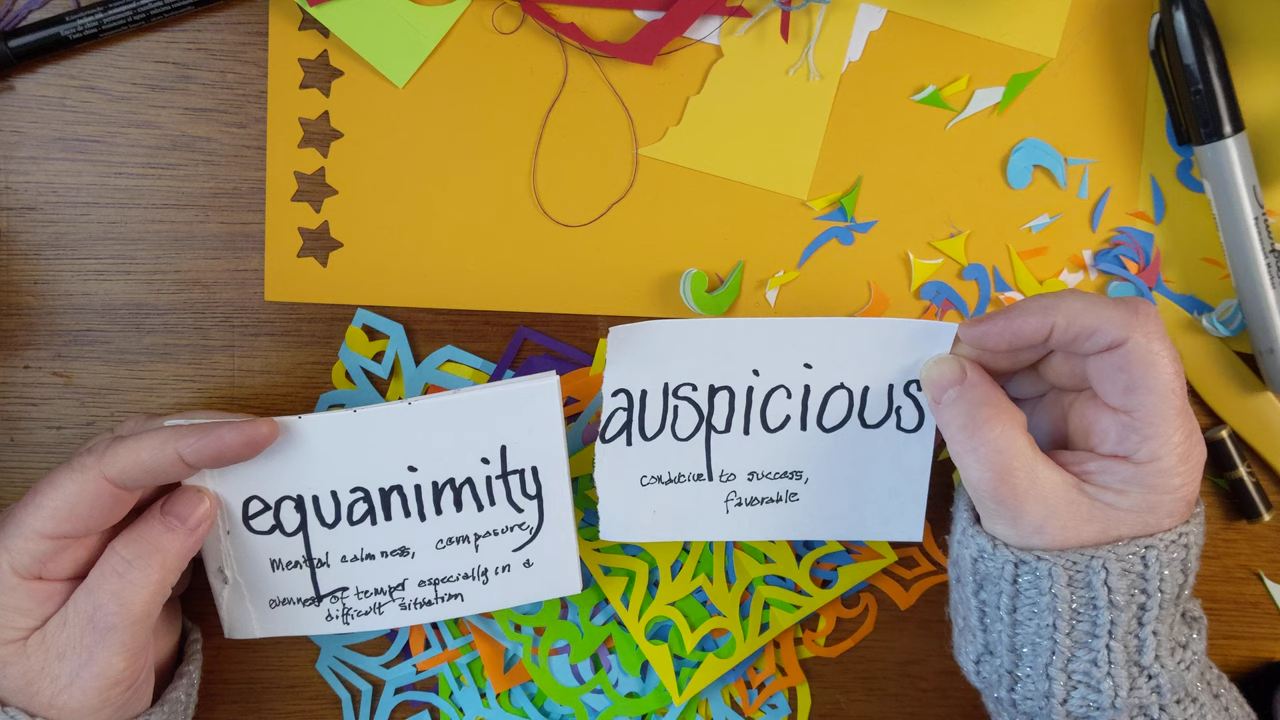 equanimity
Mental calmness, composure,
evenness of temper especially in a
difficult situation
auspicious
conducive to success,
favorable